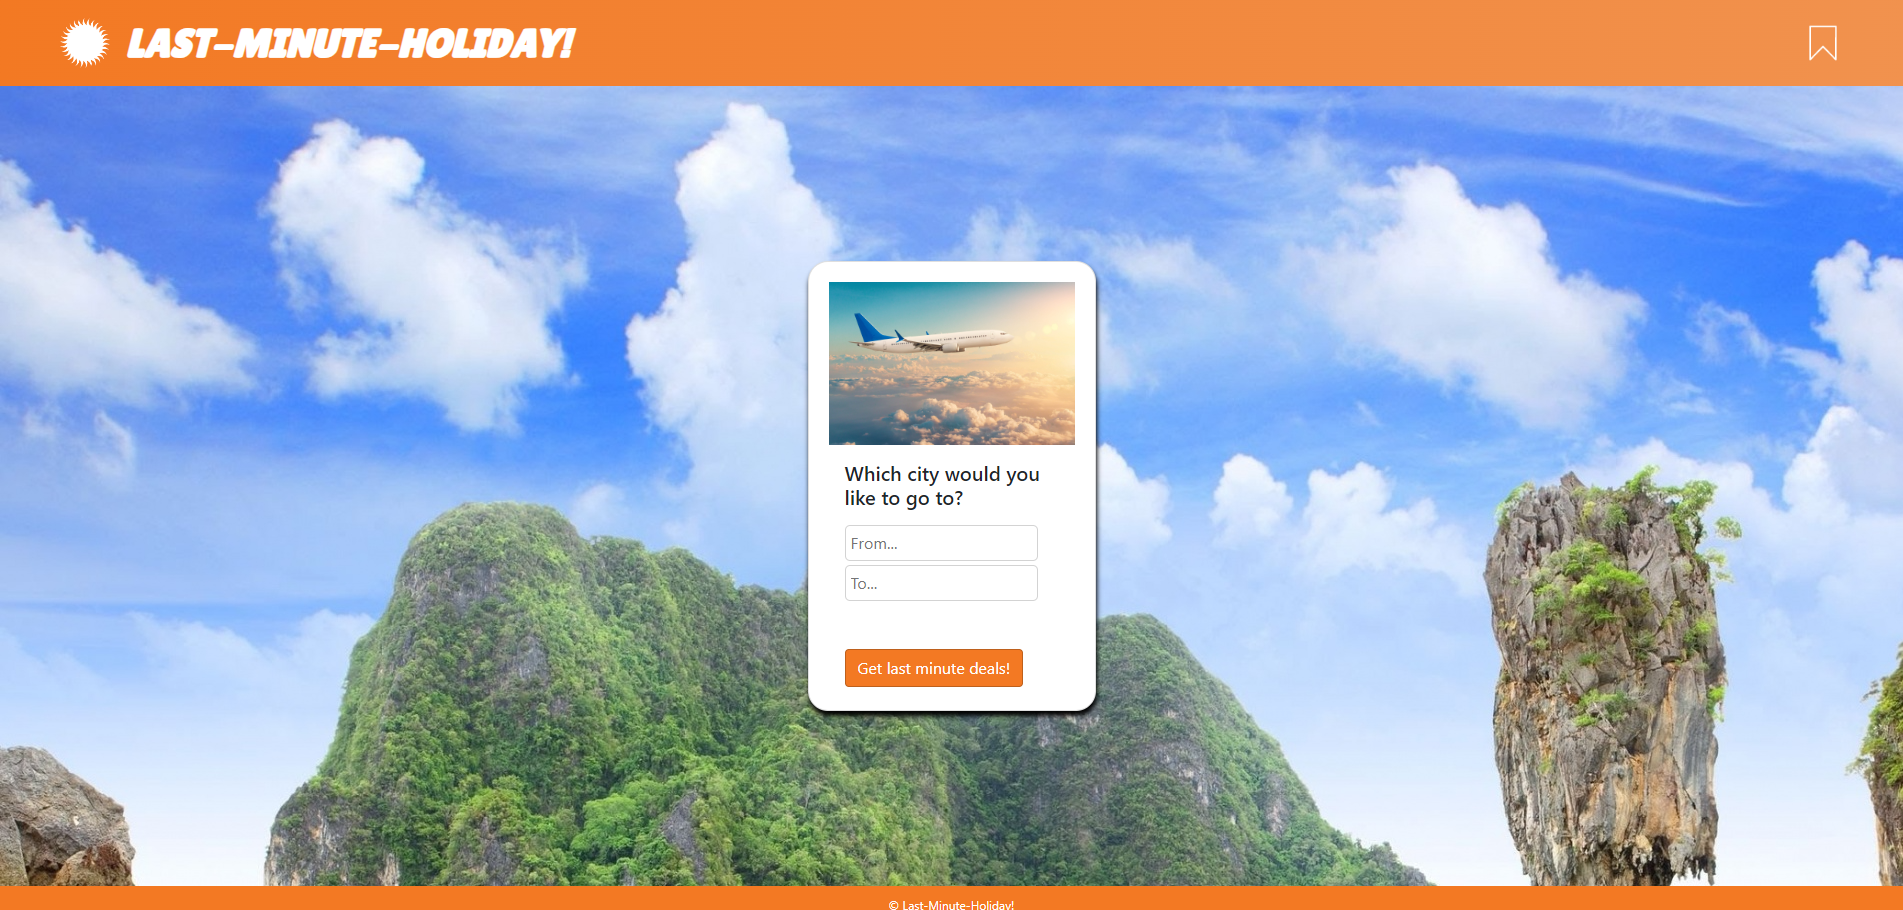 LAST-MINUTE-HOLIDAY!
Which city would you
like to go to?
From...
To...
Get last minute deals!
© Last-Minute-Holiday!